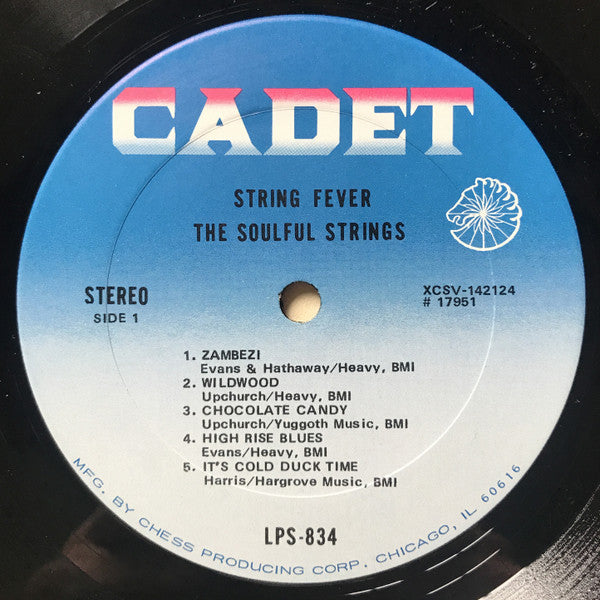 CADET
STRING FEVER
THE SOULFUL STRINGS
STEREO
SIDE 1
XCSV-142124
# 17951
1. ZAMBEZI
Evans & Hathaway/Heavy, BMI
2. WILDWOOD
Upchurch/Heavy, BMI
3. CHOCOLATE CANDY
Upchurch/Yuggoth Music, BMI
4. HIGH RISE BLUES
Evans/Heavy, BMI
5. IT'S COLD DUCK TIME
Harris/Hargrove Music, BMI
LPS-834
MFG. BY CHESS PRODUCING CORP. CHICAGO, IL 60616